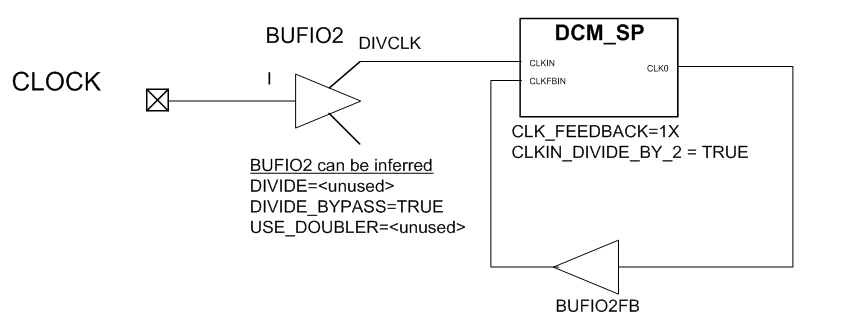 BUFIO2
DIVCLK
DCM_SP
CLOCK
I
CLKIN
CLKFBIN
CLK0
CLK_FEEDBACK=1X
CLKIN_DIVIDE_BY_2 = TRUE
BUFIO2 can be inferred
DIVIDE=<unused>
DIVIDE_BYPASS=TRUE
USE_DOUBLER=<unused>
BUFIO2FB